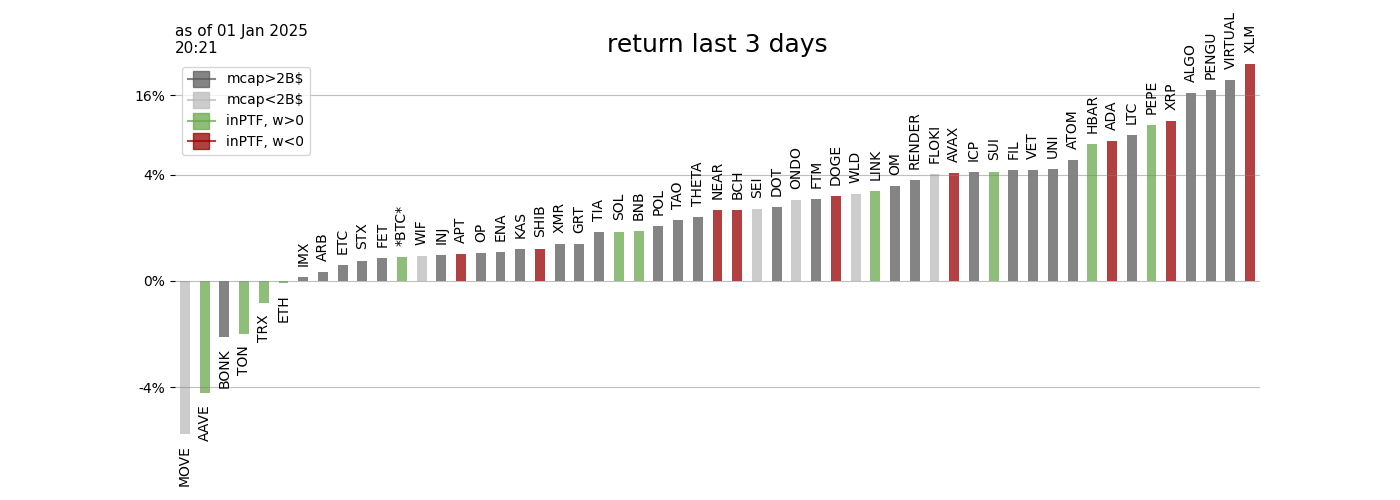 as of 01 Jan 2025
20:21
return last 3 days
mcap>2B$
mcap<2B$
inPTF, w>0
inPTF, w<0
16%
4%
0%
-4%
MOVE
AAVE
BONK
TON
TRX
ETH
IMX
ARB
ETC
STX
FET
*BTC*
WIF
INJ
APT
OP
ENA
KAS
SHIB
XMR
GRT
TIA
SOL
BNB
POL
TAO
THETA
NEAR
BCH
SEI
DOT
ONDO
FTM
DOGE
WLD
LINK
OM
RENDER
FLOKI
AVAX
ICP
SUI
FIL
VET
UNI
ATOM
HBAR
ADA
LTC
PEPE
XRP
ALGO
PENGU
VIRTUAL
XLM